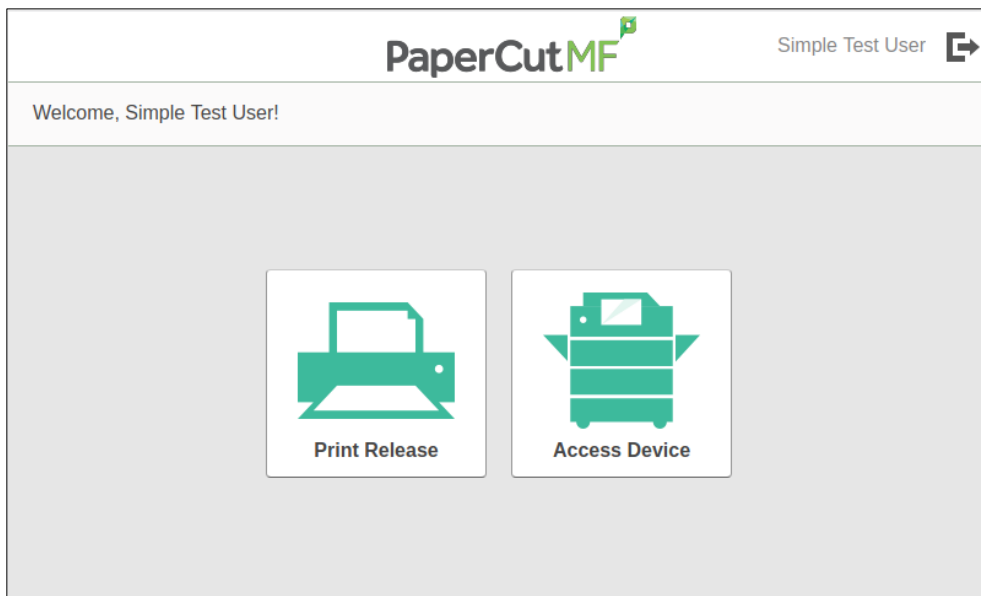 PaperCutMF
Simple Test User
Welcome, Simple Test User!
Print Release
Access Device